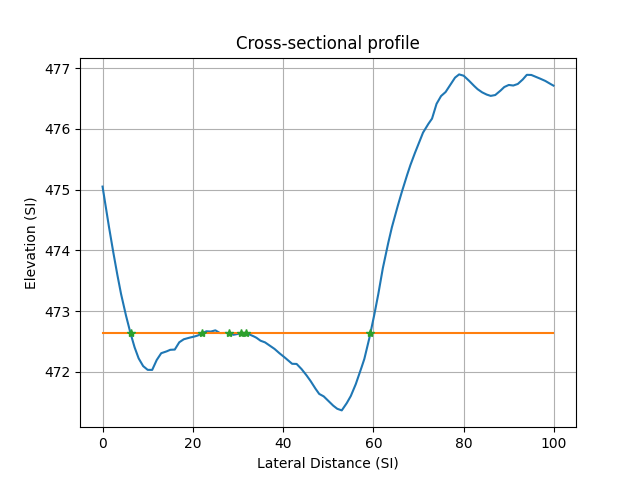 Cross-sectional profile
477
476
475
474
473
472
Elevation (SI)
0 20 40 60 80 100
Lateral Distance (SI)